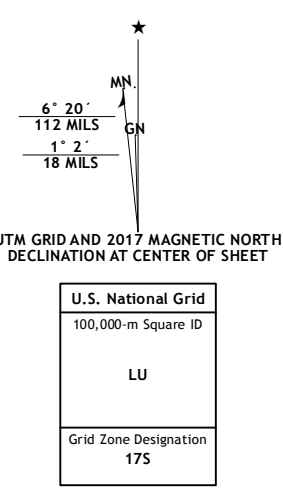 ★
MN.
6° 20´
112 MILS
GN
1° 2´
18 MILS
UTM GRID AND 2017 MAGNETIC NORTH
DECLINATION AT CENTER OF SHEET
U.S. National Grid
100,000-m Square ID
LU
Grid Zone Designation
17S